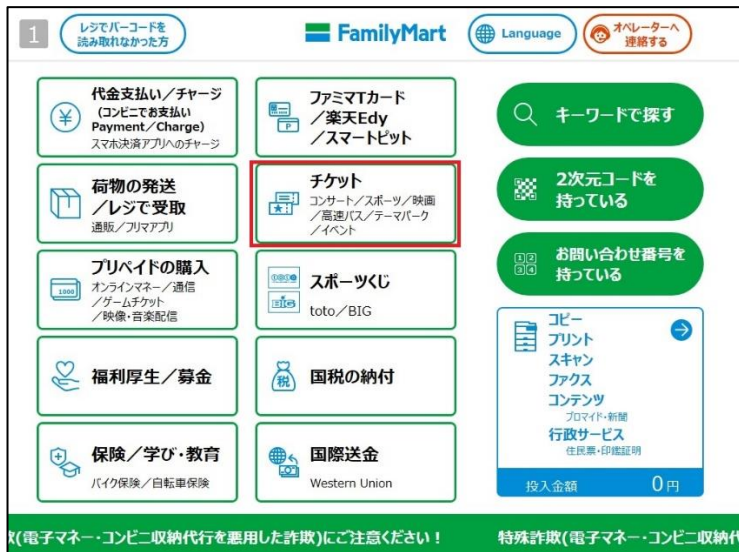 1
レジでバーコードを
読み取れなかった方
FamilyMart
Language
オペレーターへ
連絡する
代金支払い／チャージ
(コンビニでお支払い
Payment／Charge)
スマホ決済アプリへのチャージ
ファミマTカード
／楽天Edy
／スマートピット
キーワードで探す
荷物の発送
／レジで受取
通販／フリマアプリ
チケット
コンサート／スポーツ／映画
／高速バス／テーマパーク
／イベント
2次元コードを
持っている
プリペイドの購入
オンラインマネー／通信
／ゲームチケット
／映像・音楽配信
スポーツくじ
toto／BIG
お問い合わせ番号を
持っている
福利厚生／募金
国税の納付
コピー
プリント
スキャン
ファクス
コンテンツ
ブロマイド・新聞
行政サービス
住民票・印鑑証明
保険／学び・教育
バイク保険／自転車保険
国際送金
Western Union
投入金額 0円
(電子マネー・コンビニ収納代行を悪用した詐欺)にご注意ください！ 特殊詐欺(電子マネー・コンビニ収納代